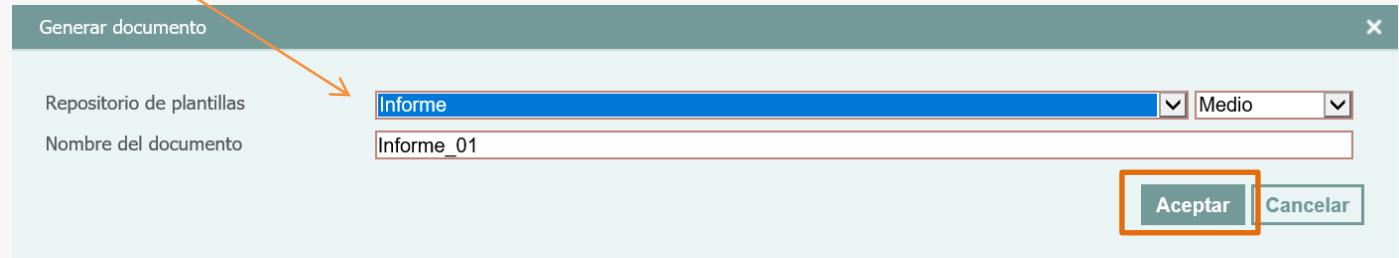 Generar documento
Repositorio de plantillas Informe Medio
Nombre del documento Informe_01
Aceptar Cancelar